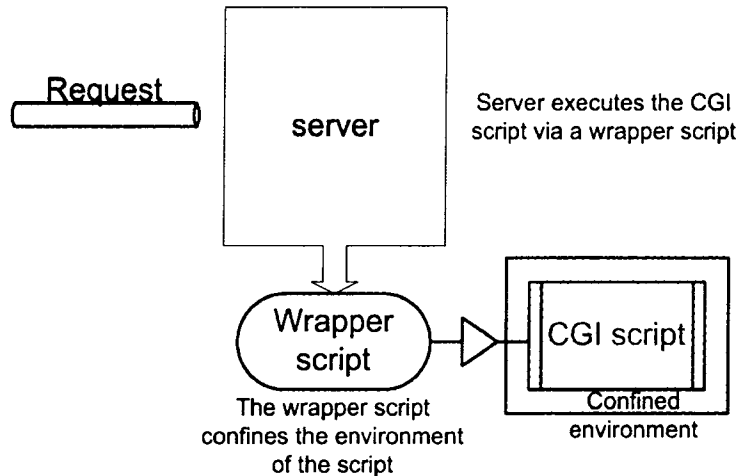 Request
server
Server executes the CGI
script via a wrapper script
Wrapper
script
CGI script
Confined
environment
The wrapper script
confines the environment
of the script